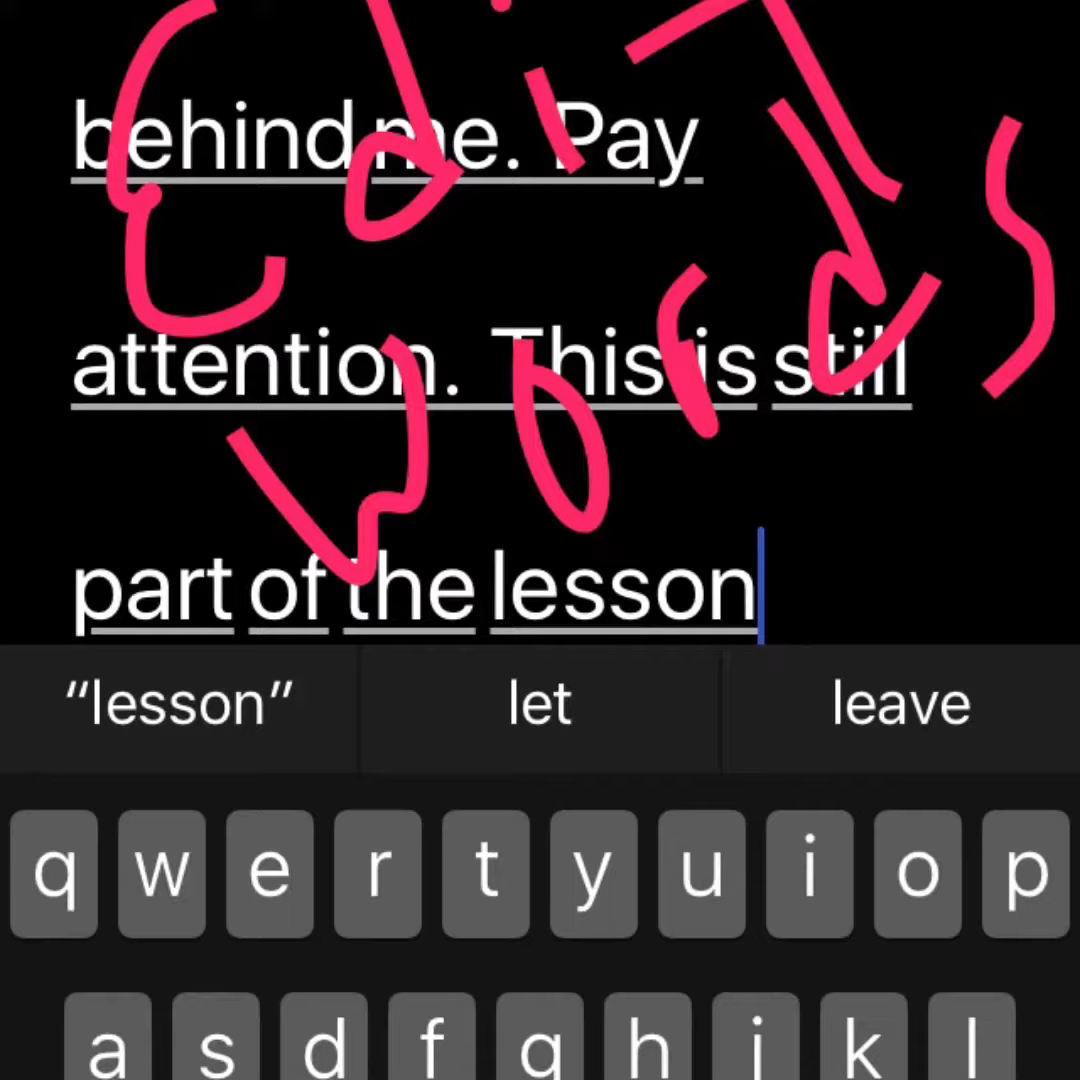 Edit
behind me. Pay
attention. This is still
words
part of the lesson
“lesson” let leave
q w e r t y u i o p
a s d f g h j k l